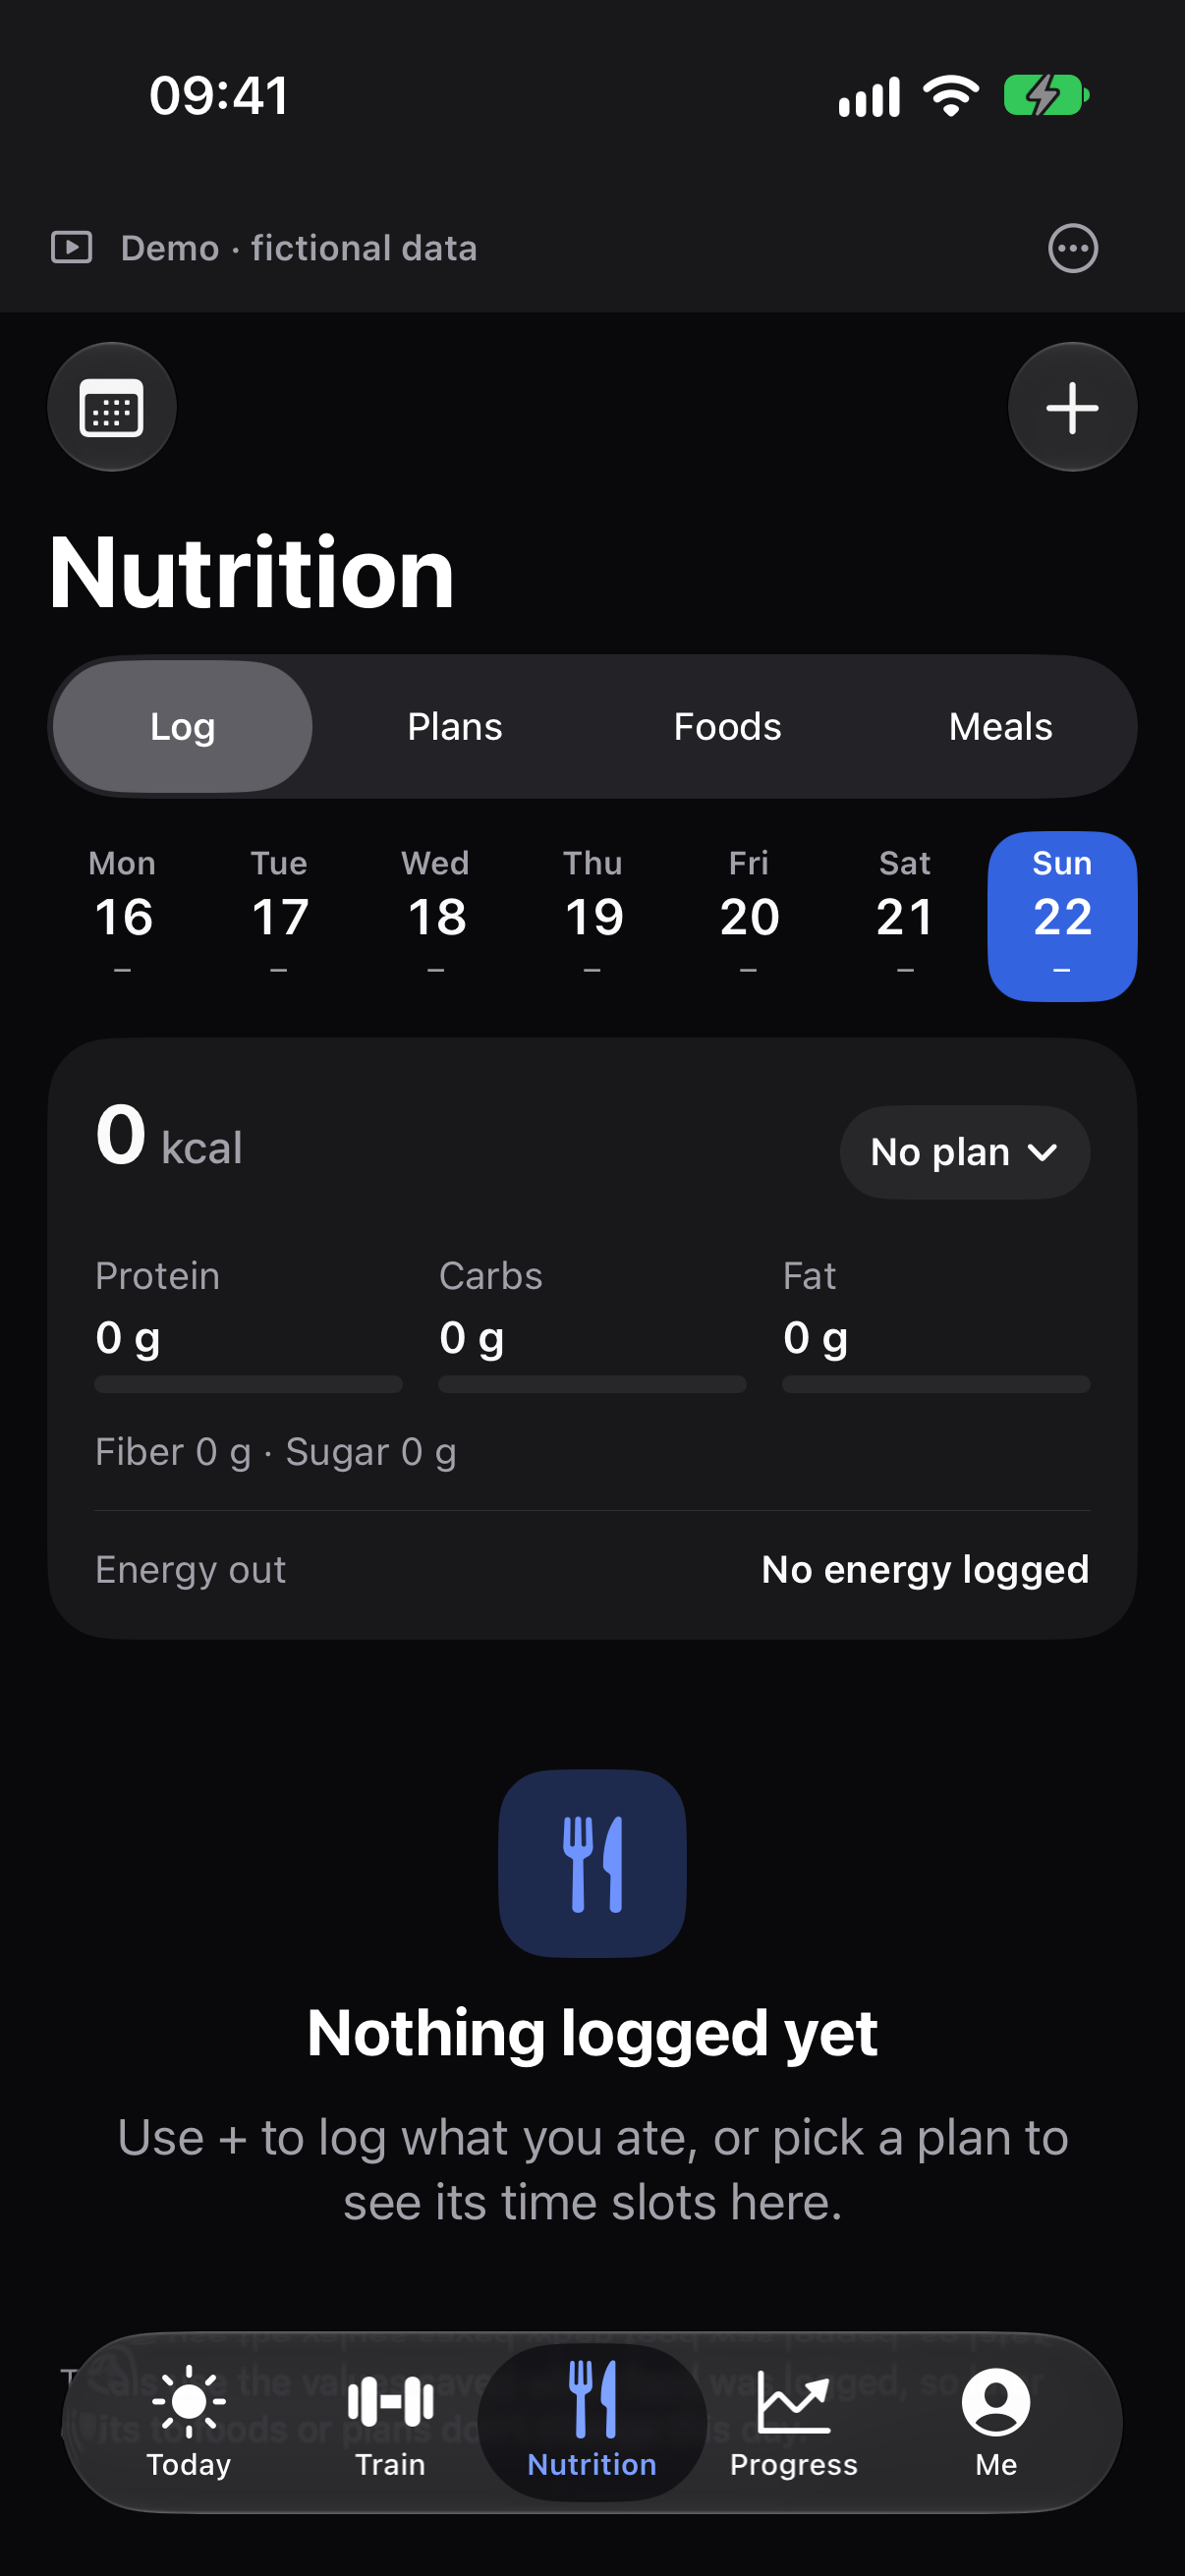 09:41
Demo · fictional data
Nutrition
Log Plans Foods Meals
Mon Tue Wed Thu Fri Sat Sun
16 17 18 19 20 21 22
– – – – – – –
0 kcal No plan
Protein Carbs Fat
0 g 0 g 0 g
Fiber 0 g · Sugar 0 g
Energy out No energy logged
Nothing logged yet
Use + to log what you ate, or pick a plan to
see its time slots here.
Today Train Nutrition Progress Me